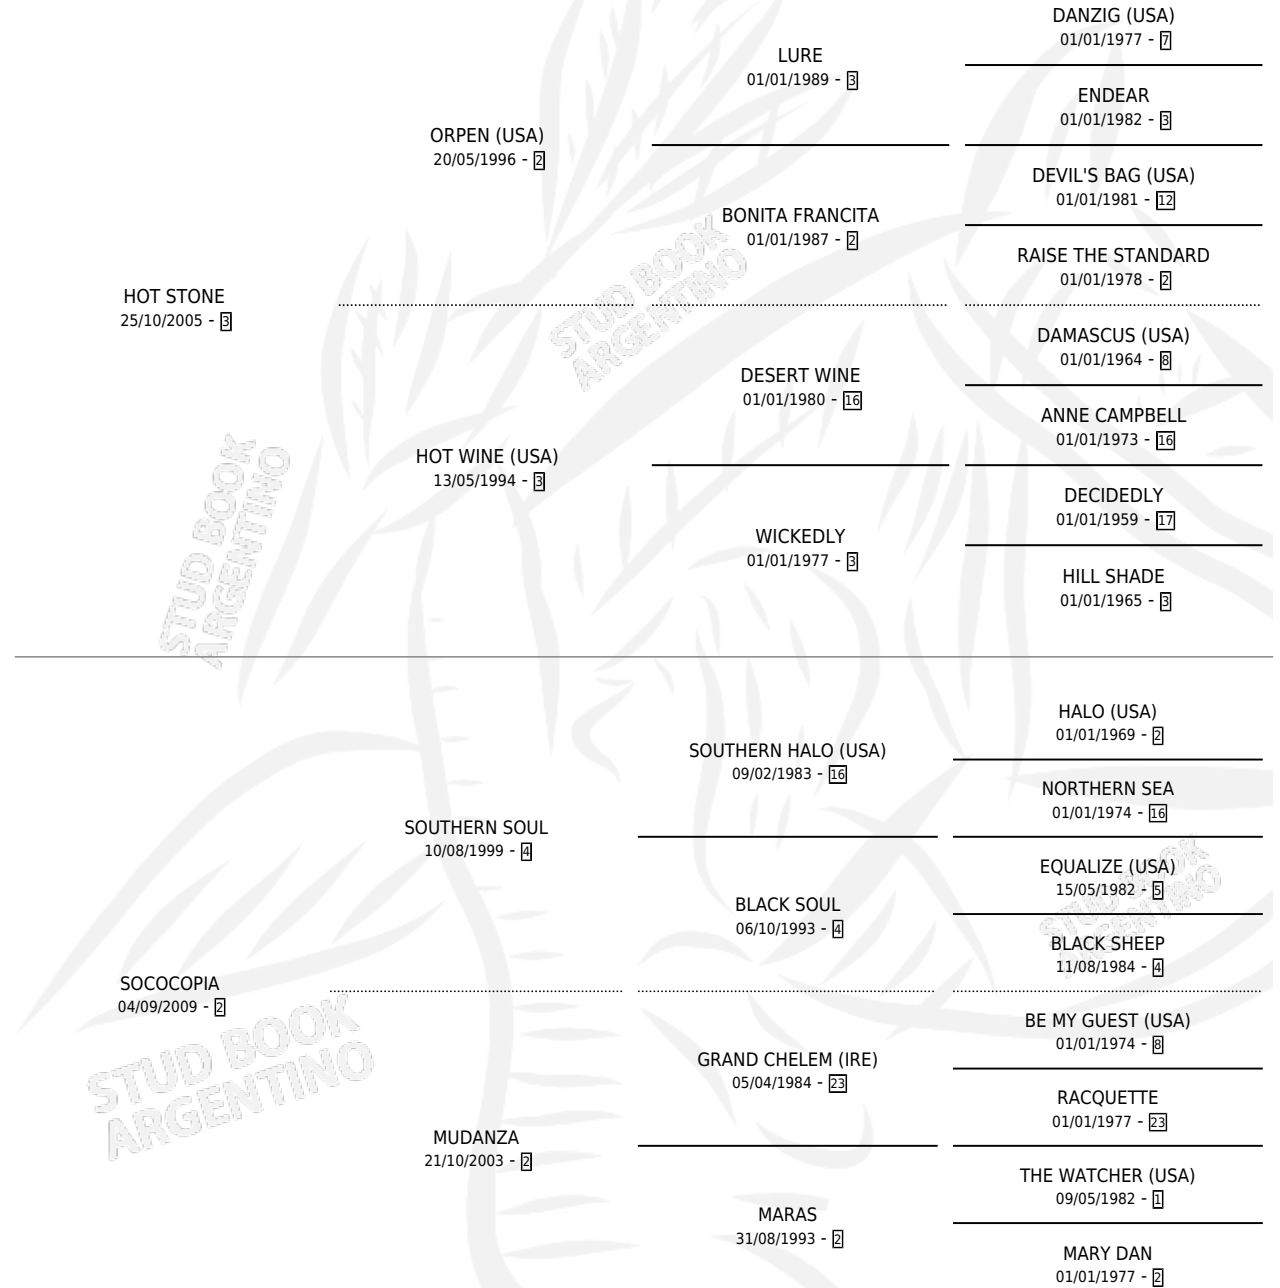 DANZIG (USA)
01/01/1977 - 7
LURE
01/01/1989 - 3
ENDEAR
01/01/1982 - 3
ORPEN (USA)
20/05/1996 - 2
DEVIL'S BAG (USA)
01/01/1981 - 12
BONITA FRANCITA
01/01/1987 - 2
RAISE THE STANDARD
01/01/1978 - 2
HOT STONE
25/10/2005 - 3
DAMASCUS (USA)
01/01/1964 - 8
DESERT WINE
01/01/1980 - 16
ANNE CAMPBELL
01/01/1973 - 16
HOT WINE (USA)
13/05/1994 - 3
DECIDEDLY
01/01/1959 - 17
WICKEDLY
01/01/1977 - 3
HILL SHADE
01/01/1965 - 3
HALO (USA)
01/01/1969 - 2
SOUTHERN HALO (USA)
09/02/1983 - 16
NORTHERN SEA
01/01/1974 - 16
SOUTHERN SOUL
10/08/1999 - 4
EQUALIZE (USA)
15/05/1982 - 5
BLACK SOUL
06/10/1993 - 4
BLACK SHEEP
11/08/1984 - 4
SOCOCOPIA
04/09/2009 - 2
BE MY GUEST (USA)
01/01/1974 - 8
GRAND CHELEM (IRE)
05/04/1984 - 23
RACQUETTE
01/01/1977 - 23
MUDANZA
21/10/2003 - 2
THE WATCHER (USA)
09/05/1982 - 1
MARAS
31/08/1993 - 2
MARY DAN
01/01/1977 - 2
STUD BOOK
ARGENTINO
STUD BOOK
ARGENTINO
STUD BOOK
ARGENTINO
STUD BOOK
ARGENTINO